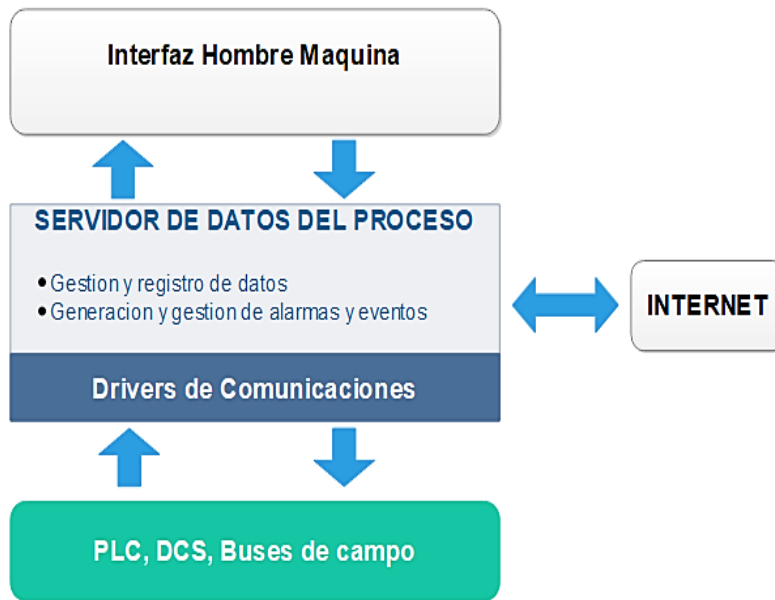 Interfaz Hombre Maquina
SERVIDOR DE DATOS DEL PROCESO
• Gestion y registro de datos
• Generacion y gestion de alarmas y eventos
INTERNET
Drivers de Comunicaciones
PLC, DCS, Buses de campo